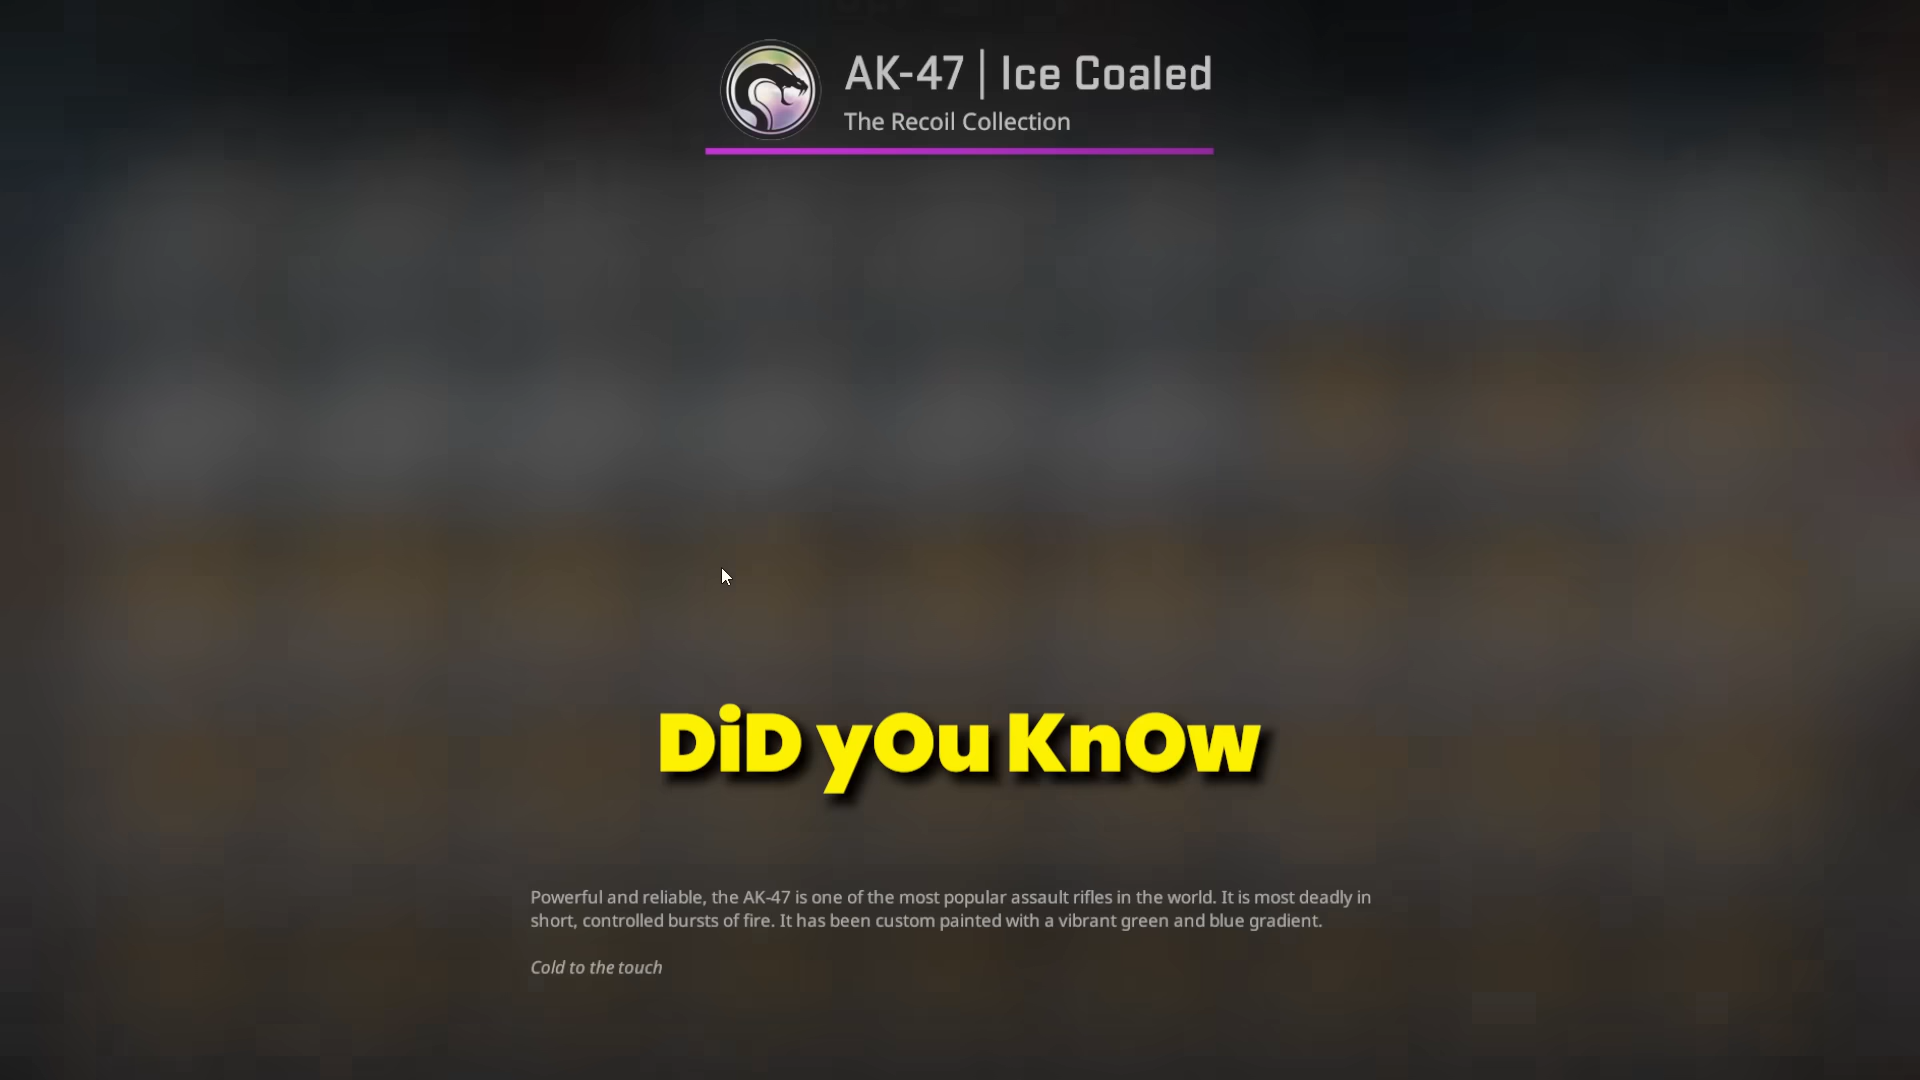 AK-47 | Ice Coaled
The Recoil Collection
DiD yOu KnOw
Powerful and reliable, the AK-47 is one of the most popular assault rifles in the world. It is most deadly in
short, controlled bursts of fire. It has been custom painted with a vibrant green and blue gradient.
Cold to the touch